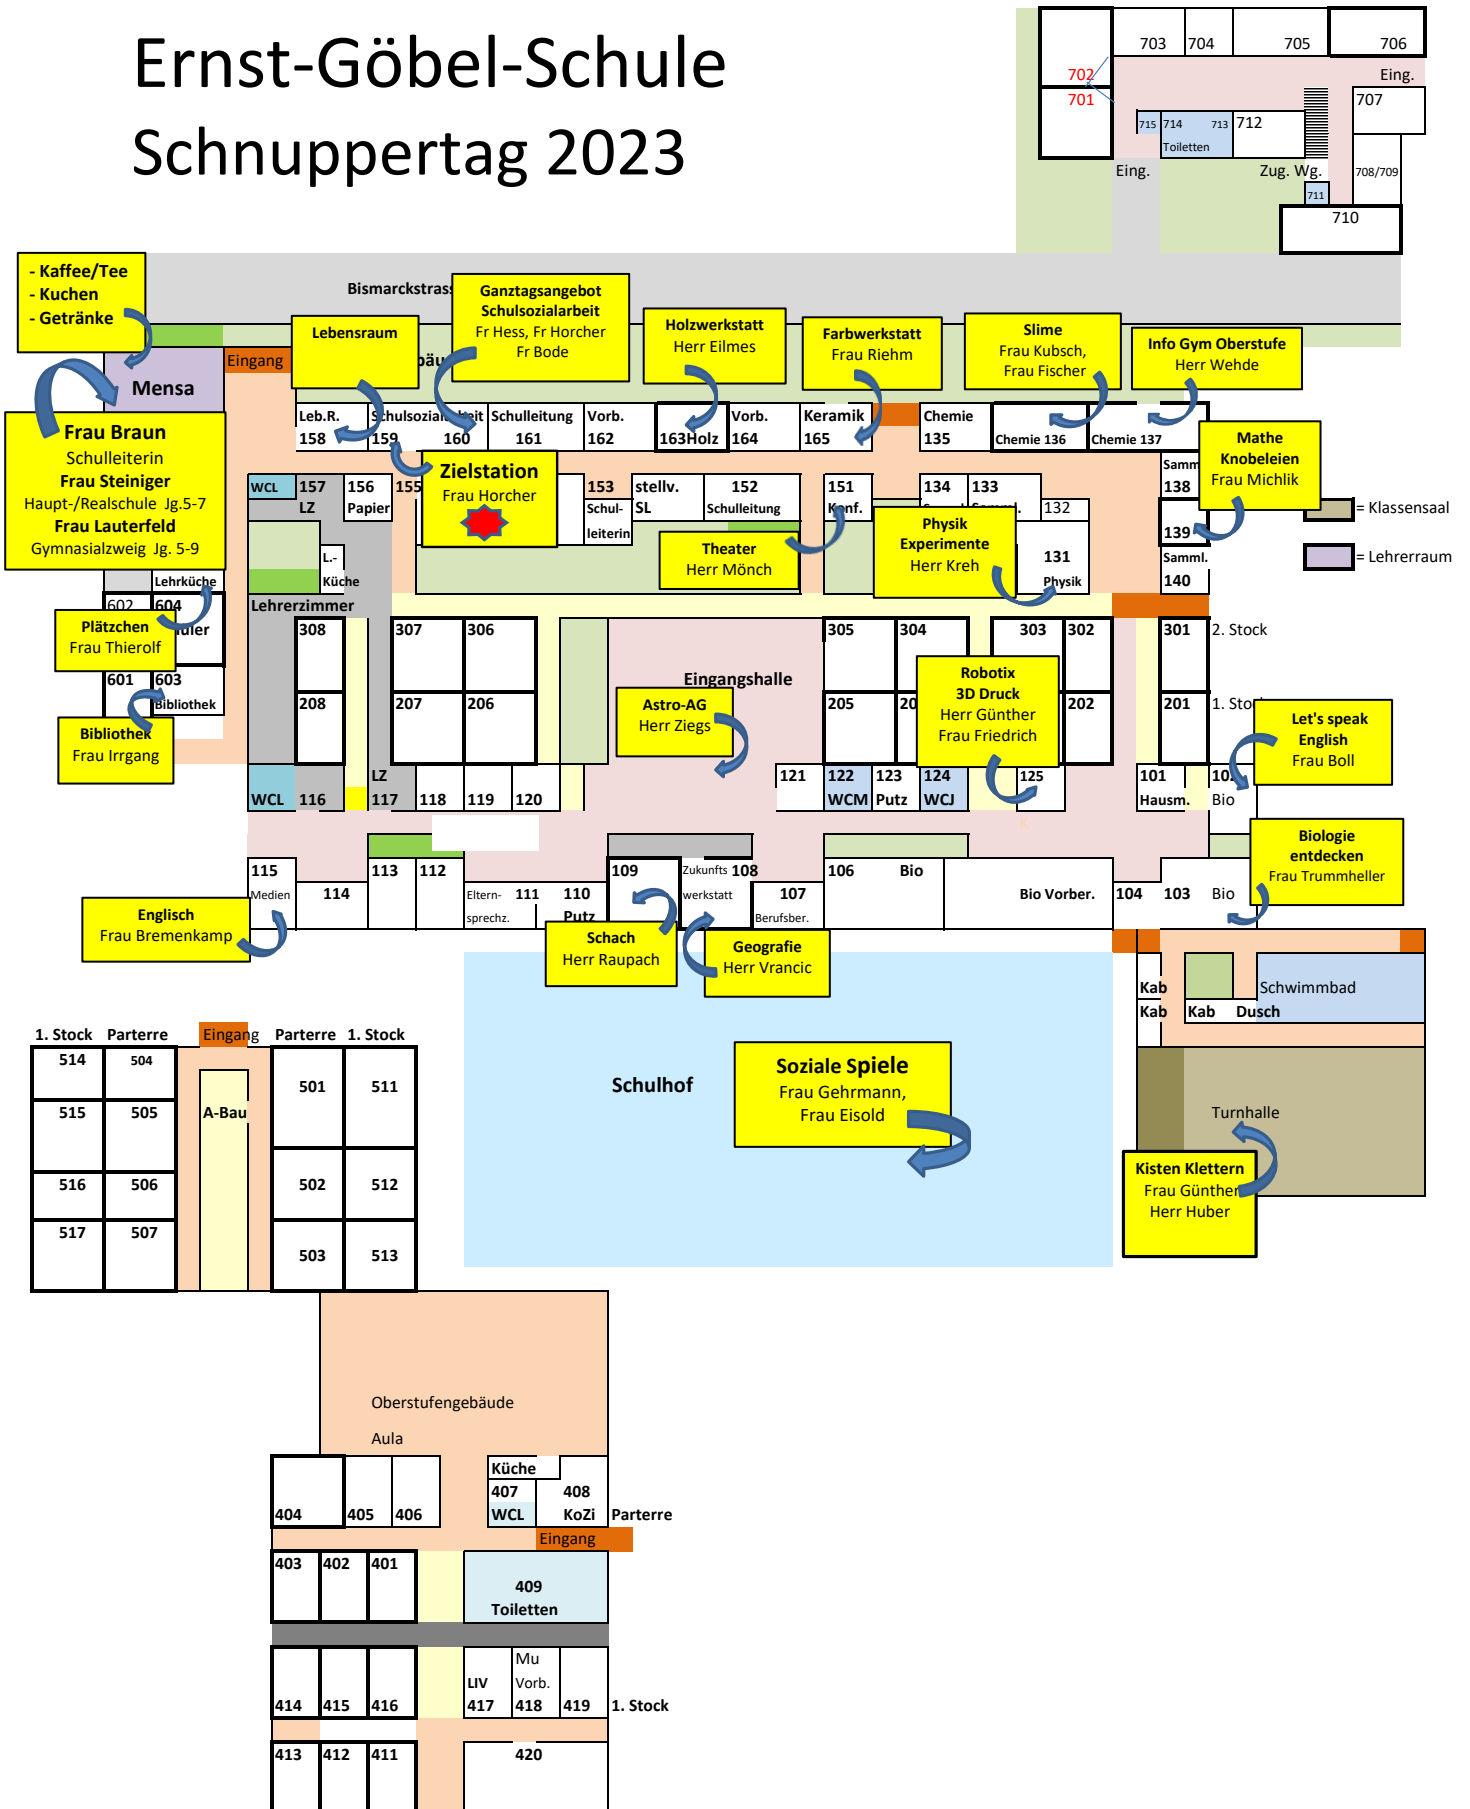 Ernst-Göbel-Schule
Schnuppertag 2023
703 704 705 706
702
Eing.
701
707
715 714 713 712
Toiletten
Eing.
Zug. Wg.
708/709
711
710
- Kaffee/Tee
- Kuchen
- Getränke
Bismarckstrass
Ganztagsangebot
Schulsozialarbeit
Fr Hess, Fr Horcher
Fr Bode
Lebensraum
Holzwerkstatt
Herr Eilmes
Farbwerkstatt
Frau Riehm
Slime
Frau Kubsch,
Frau Fischer
Info Gym Oberstufe
Herr Wehde
Eingang
Mensa
Frau Braun
Schulleiterin
Frau Steiniger
Haupt-/Realschule Jg.5-7
Frau Lauterfeld
Gymnasialzweig Jg. 5-9
Leb.R.
158
159
160
Schulleitung
161
Vorb.
162
163Holz
Vorb.
164
Keramik
165
Chemie
135
Chemie 136
Chemie 137
Mathe
Knobeleien
Frau Michlik
Zielstation
Frau Horcher
WCL
157
LZ
156
Papier
155
153
Schul-
leiterin
stellv.
SL
152
Schulleitung
151
Konf.
134
133
132
138
139
Samml.
140
= Klassensaal
= Lehrerraum
Theater
Herr Mönch
Physik
Experimente
Herr Kreh
131
Physik
L.-
Küche
Lehrküche
602
604
Lehrerzimmer
Plätzchen
Frau Thierolf
601
603
Bibliothek
Bibliothek
Frau Irrgang
308
307
306
305
304
303
302
301
2. Stock
Eingangshalle
208
207
206
205
202
201
Astro-AG
Herr Ziegs
Robotix
3D Druck
Herr Günther
Frau Friedrich
Let's speak
English
Frau Boll
WCL
116
LZ
117
118
119
120
121
122
WCM
123
Putz
124
WCJ
125
101
Hausm.
Bio
115
Medien
114
113
112
Eltern-
sprechz.
111
110
Putz
109
Zukunfts
werkstatt
108
107
Berufsber.
106
Bio
Bio Vorber.
104
103
Bio
Biologie
entdecken
Frau Trummheller
Englisch
Frau Bremenkamp
Schach
Herr Raupach
Geografie
Herr Vrancic
Kab
Kab
Kab
Dusch
Schwimmbad
1. Stock Parterre Eingang Parterre 1. Stock
514 504
501 511
515 505
A-Bau
516 506
502 512
517 507
503 513
Schulhof
Soziale Spiele
Frau Gehrmann,
Frau Eisold
Turnhalle
Kisten Klettern
Frau Günther
Herr Huber
Oberstufengebäude
Aula
Küche
407
WCL
408
KoZi
Parterre
404 405 406
Eingang
403 402 401
409
Toiletten
Mu
Vorb.
LIV
414 415 416 417 418 419 1. Stock
413 412 411 420